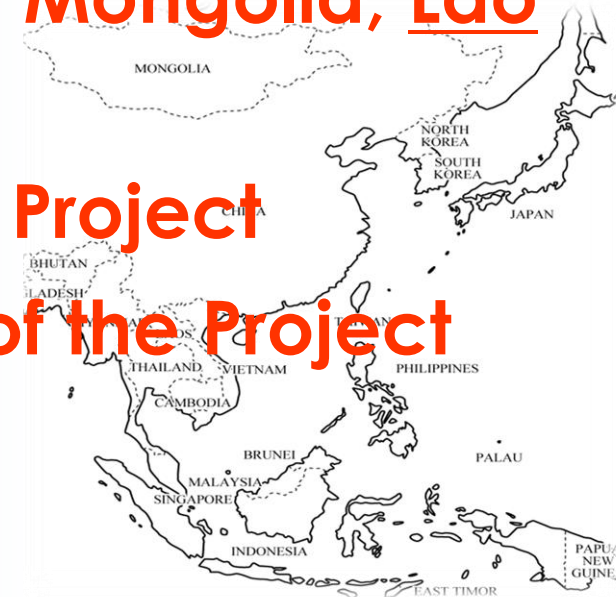 Mongolia, Lao
MONGOLIA
NORTH
KOREA
SOUTH
KOREA
Project
JAPAN
BHUTAN
of the Project
THAILAND
VIETNAM
PHILIPPINES
CAMBODIA
BRUNEI
PALAU
MALAYSIA
SINGAPORE
INDONESIA
NEW
EAST TIMOR